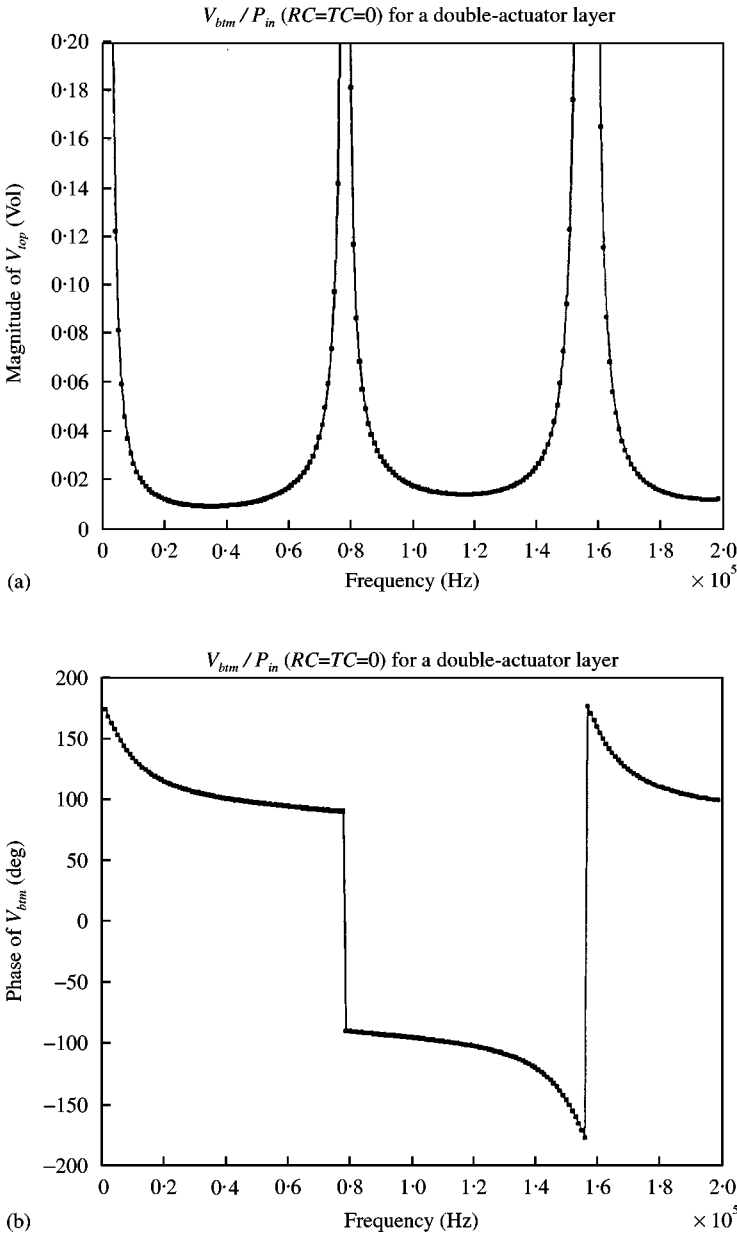 V_btm / P_in (RC=TC=0) for a double-actuator layer
0·20
0·18
0·16
0·14
0·12
0·10
0·08
0·06
0·04
0·02
0
Magnitude of V_top (Vol)
0 0·2 0·4 0·6 0·8 1·0 1·2 1·4 1·6 1·8 2·0
(a) Frequency (Hz) × 10^5
V_btm / P_in (RC=TC=0) for a double-actuator layer
200
150
100
50
0
−50
−100
−150
−200
Phase of V_btm (deg)
0 0·2 0·4 0·6 0·8 1·0 1·2 1·4 1·6 1·8 2·0
(b) Frequency (Hz) × 10^5